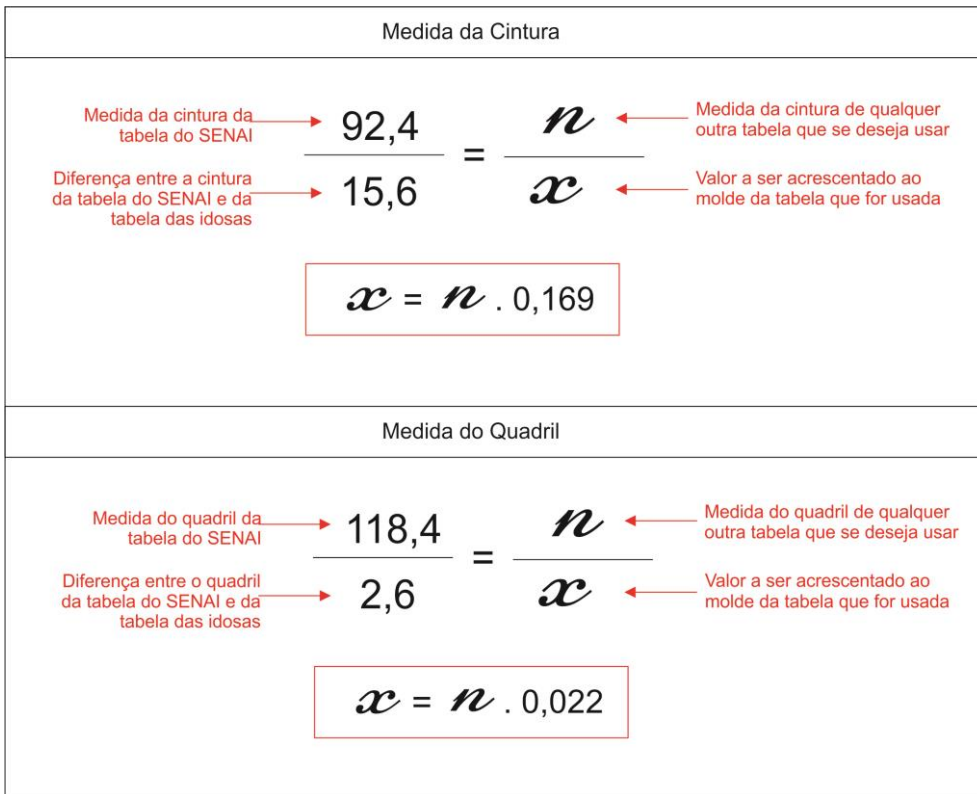 Medida da Cintura
Medida da cintura da
tabela do SENAI
92,4
Diferença entre a cintura
da tabela do SENAI e da
tabela das idosas
15,6
=
n
x
Medida da cintura de qualquer
outra tabela que se deseja usar
Valor a ser acrescentado ao
molde da tabela que for usada
x = n . 0,169
Medida do Quadril
Medida do quadril da
tabela do SENAI
118,4
Diferença entre o quadril
da tabela do SENAI e da
tabela das idosas
2,6
=
n
x
Medida do quadril de qualquer
outra tabela que se deseja usar
Valor a ser acrescentado ao
molde da tabela que for usada
x = n . 0,022